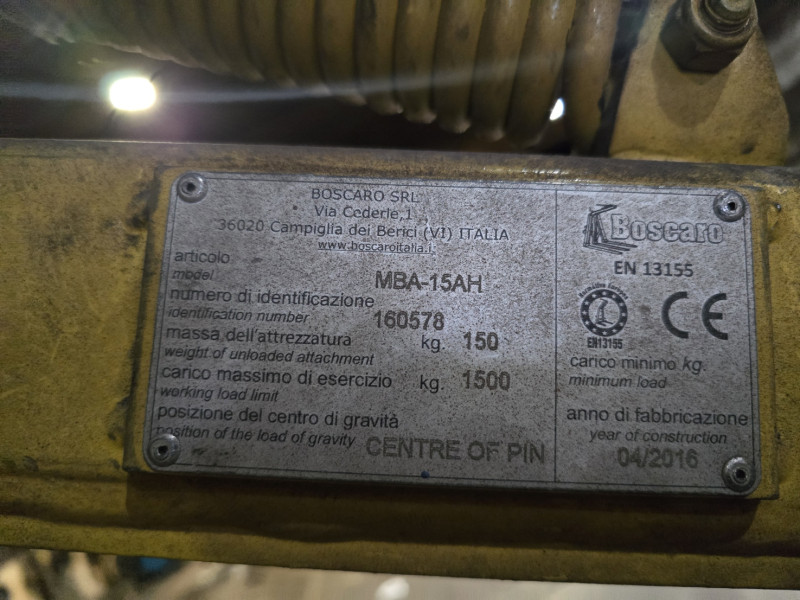 BOSCARO SRL
Via Cederle,1
36020 Campiglia dei Berici (VI) ITALIA
www.boscaroitalia.i
articolo
model
MBA-15AH
numero di identificazione
identification number
160578
massa dell'attrezzatura
weight of unloaded attachment
kg. 150
carico massimo di esercizio
working load limit
kg. 1500
posizione del centro di gravità
position of the load of gravity
CENTRE OF PIN
Boscaro
EN 13155
EN13155
CE
carico minimo kg.
minimum load
anno di fabbricazione
year of construction
04/2016